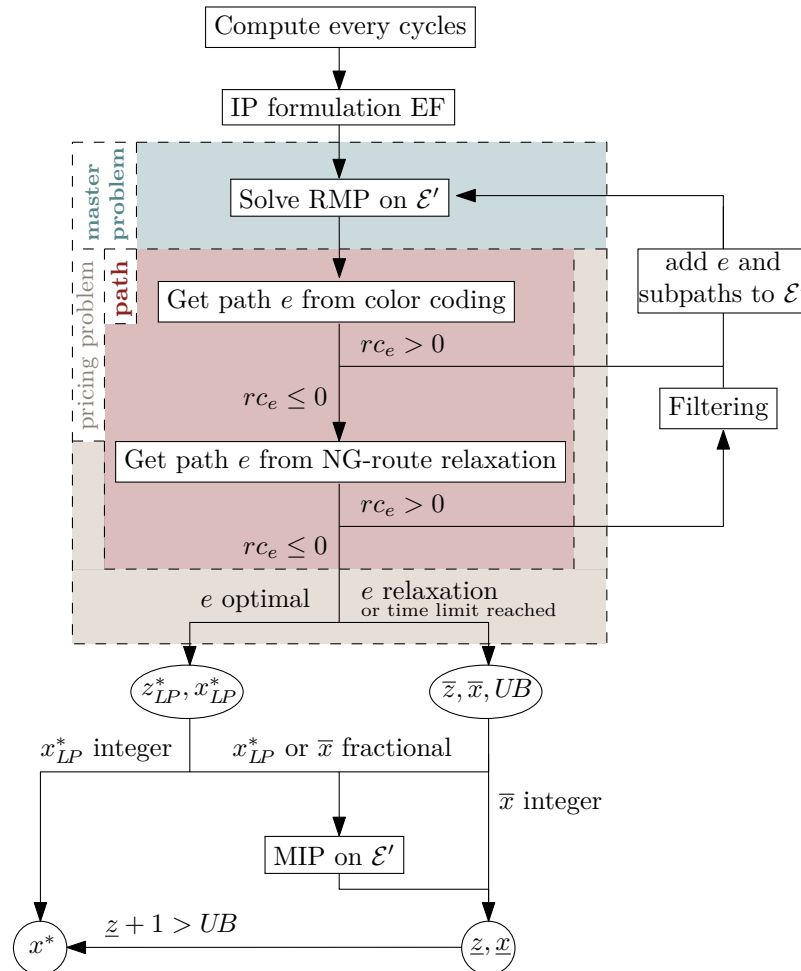 Compute every cycles
IP formulation EF
master
problem
Solve RMP on ℰ′
pricing problem
path
Get path e from color coding
add e and
subpaths to ℰ′
rc_e > 0
rc_e ≤ 0
Filtering
Get path e from NG-route relaxation
rc_e > 0
rc_e ≤ 0
e optimal
e relaxation
or time limit reached
z*_LP, x*_LP
z̅, x̅, UB
x*_LP integer
x*_LP or x̅ fractional
x̅ integer
MIP on ℰ′
x*
z̲ + 1 > UB
z̲, x̲